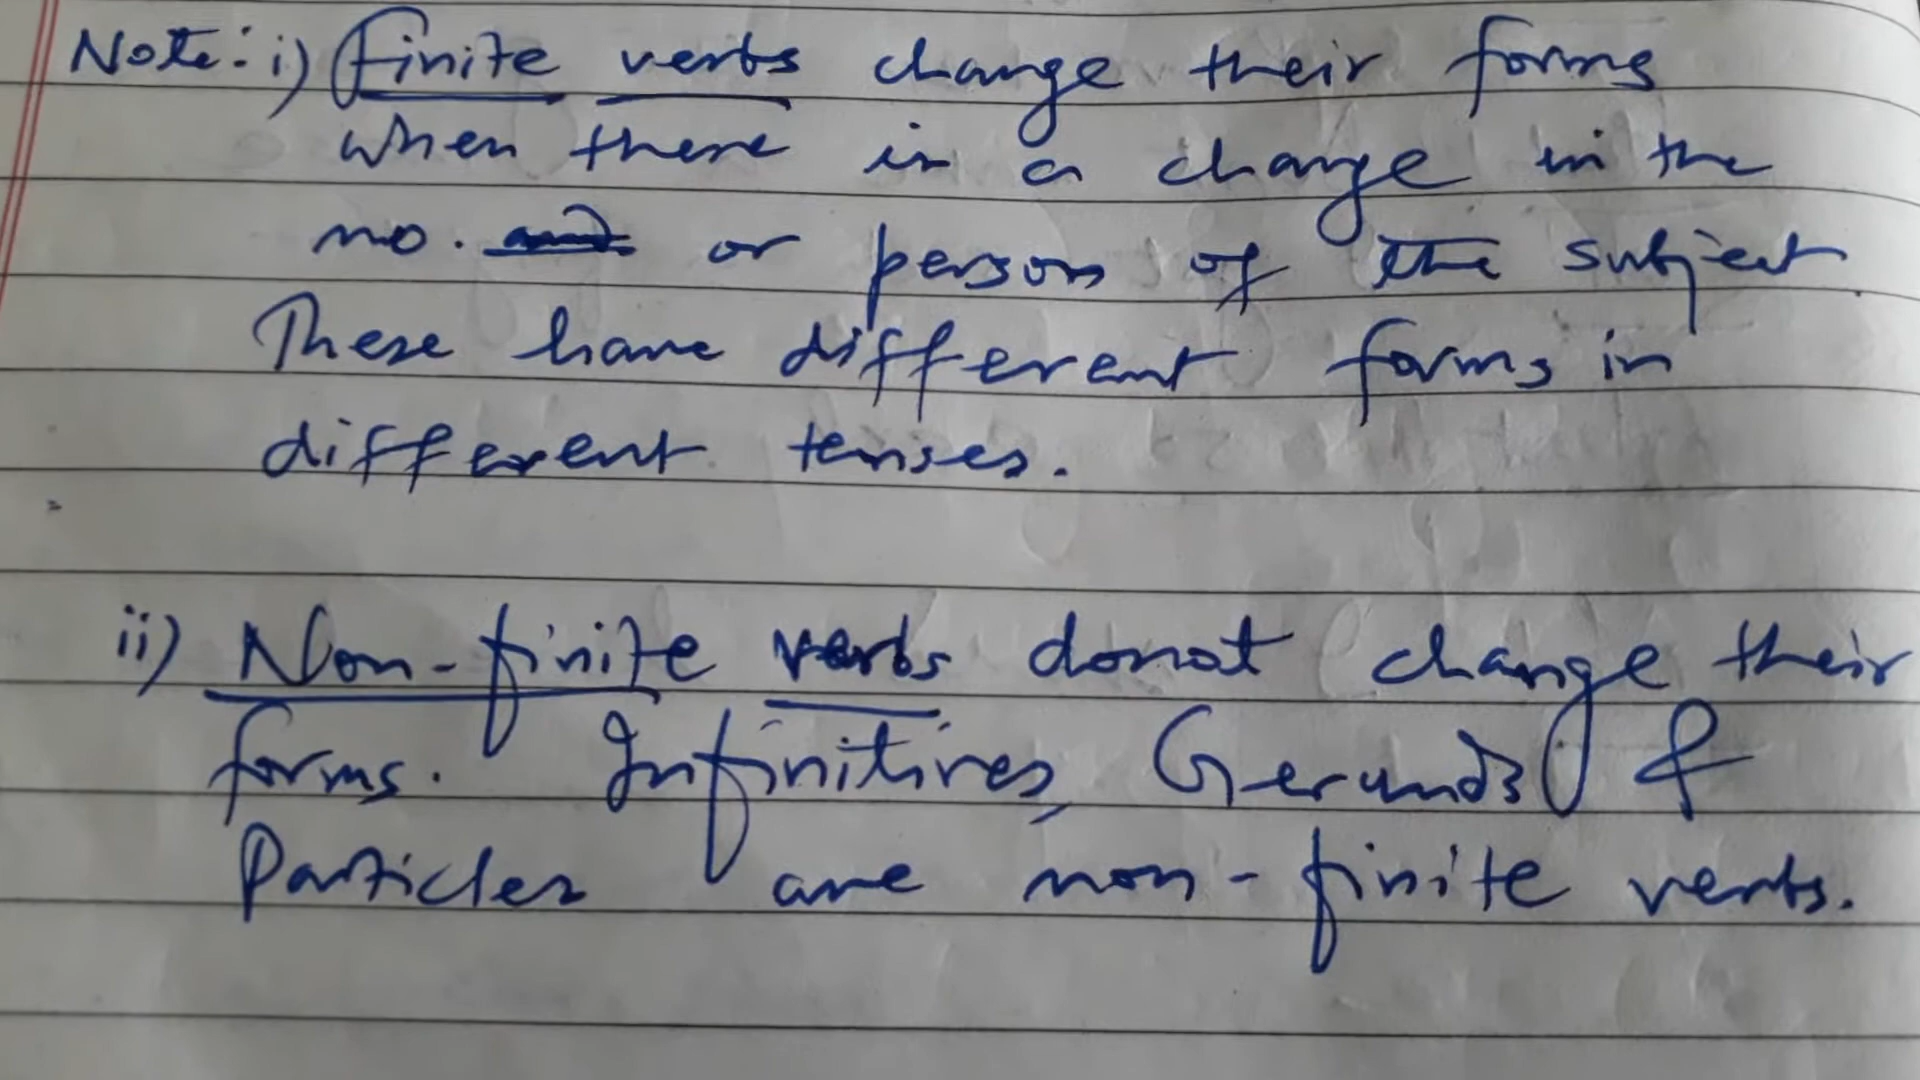 Note: i) finite verbs change their forms
when there is a change in the
no. and or person of the subject
These have different forms in
different tenses.
ii) Non-finite verbs donot change their
forms. Infinitives, Gerunds &
Particles are non-finite verbs.